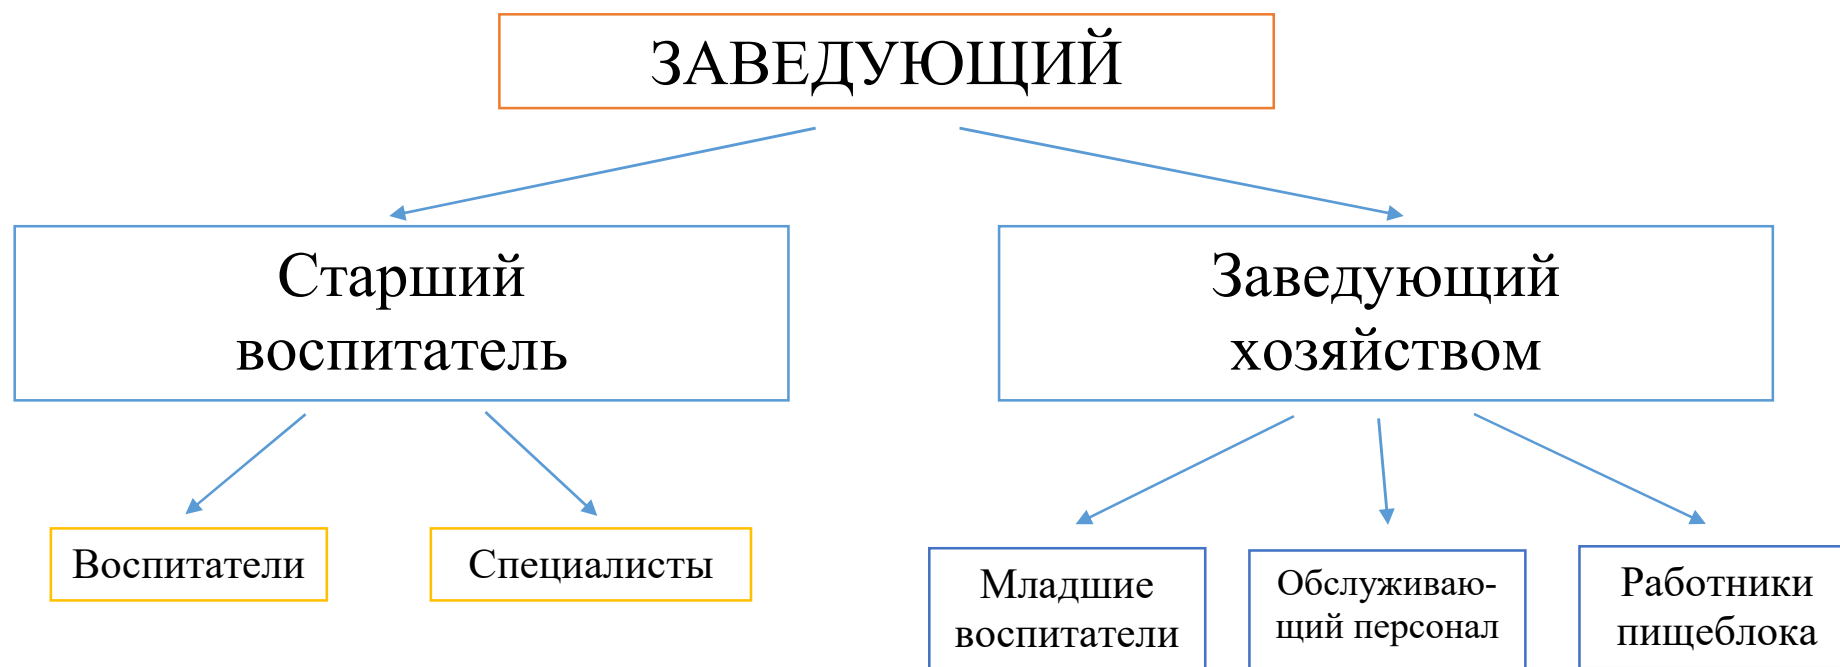 ЗАВЕДУЮЩИЙ
Старший
воспитатель
Заведующий
хозяйством
Воспитатели
Специалисты
Младшие
воспитатели
Обслуживаю-
щий персонал
Работники
пищеблока